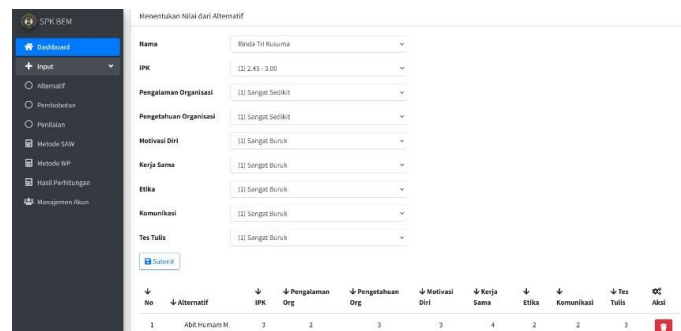 SPK BEM
Menentukan Nilai dari Alternatif
Dashboard
Input
Alternatif
Pembobotan
Penilaian
Metode SAW
Metode WP
Hasil Perhitungan
Manajemen Akun
Nama Rinda Tri Kusuma
IPK [1] 2.45 - 3.00
Pengalaman Organisasi [1] Sangat Sedikit
Pengetahuan Organisasi [1] Sangat Sedikit
Motivasi Diri [1] Sangat Buruk
Kerja Sama [1] Sangat Buruk
Etika [1] Sangat Buruk
Komunikasi [1] Sangat Buruk
Tes Tulis [1] Sangat Buruk
Submit
No Alternatif IPK Pengalaman Org Pengetahuan Org Motivasi Diri Kerja Sama Etika Komunikasi Tes Tulis Aksi
1 Abit Humam M. 3 2 3 3 4 2 2 3